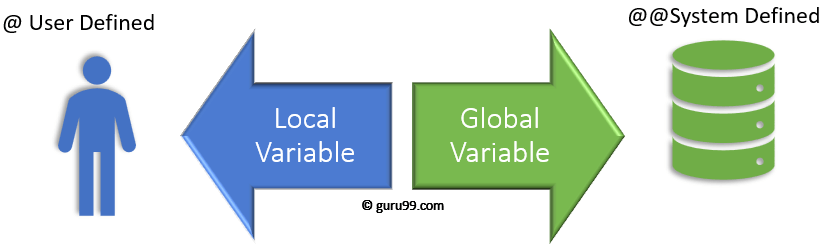 @ User Defined
@@System Defined
Local
Variable
Global
Variable
© guru99.com